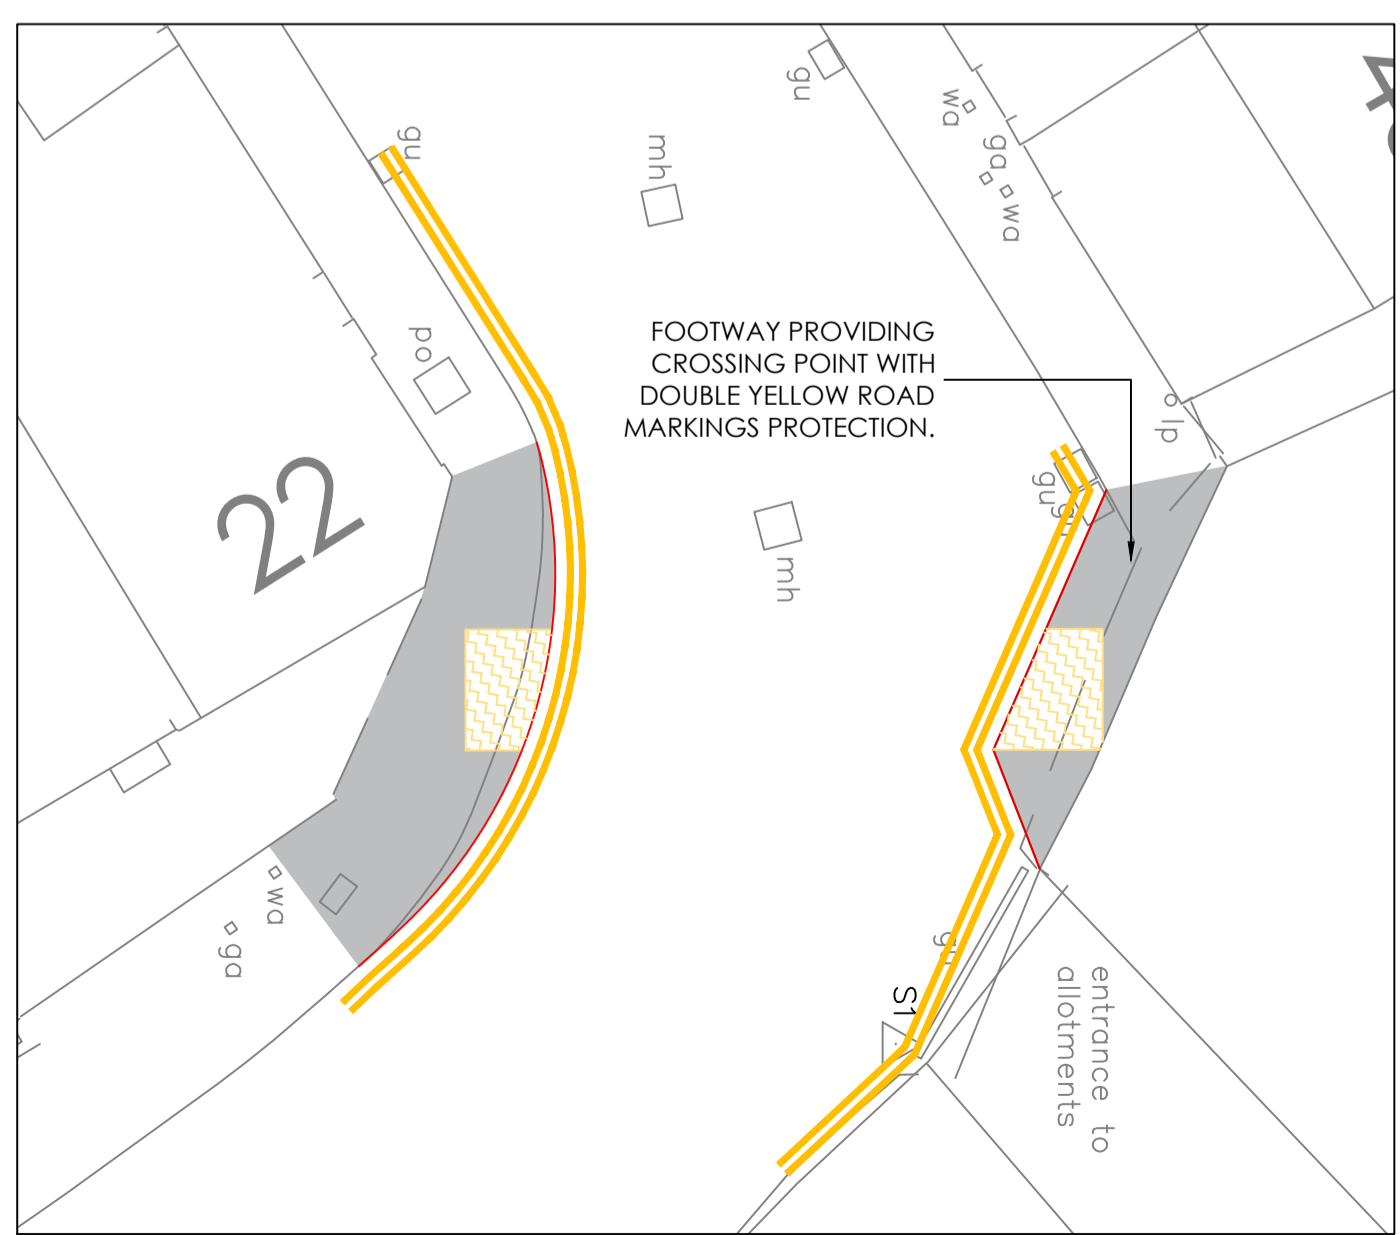 gu
mh
gu
wa
ga
wa
FOOTWAY PROVIDING
CROSSING POINT WITH
DOUBLE YELLOW ROAD
MARKINGS PROTECTION.
po
lp
22
gu
mh
wa
ga
gu
S1
entrance to
allotments